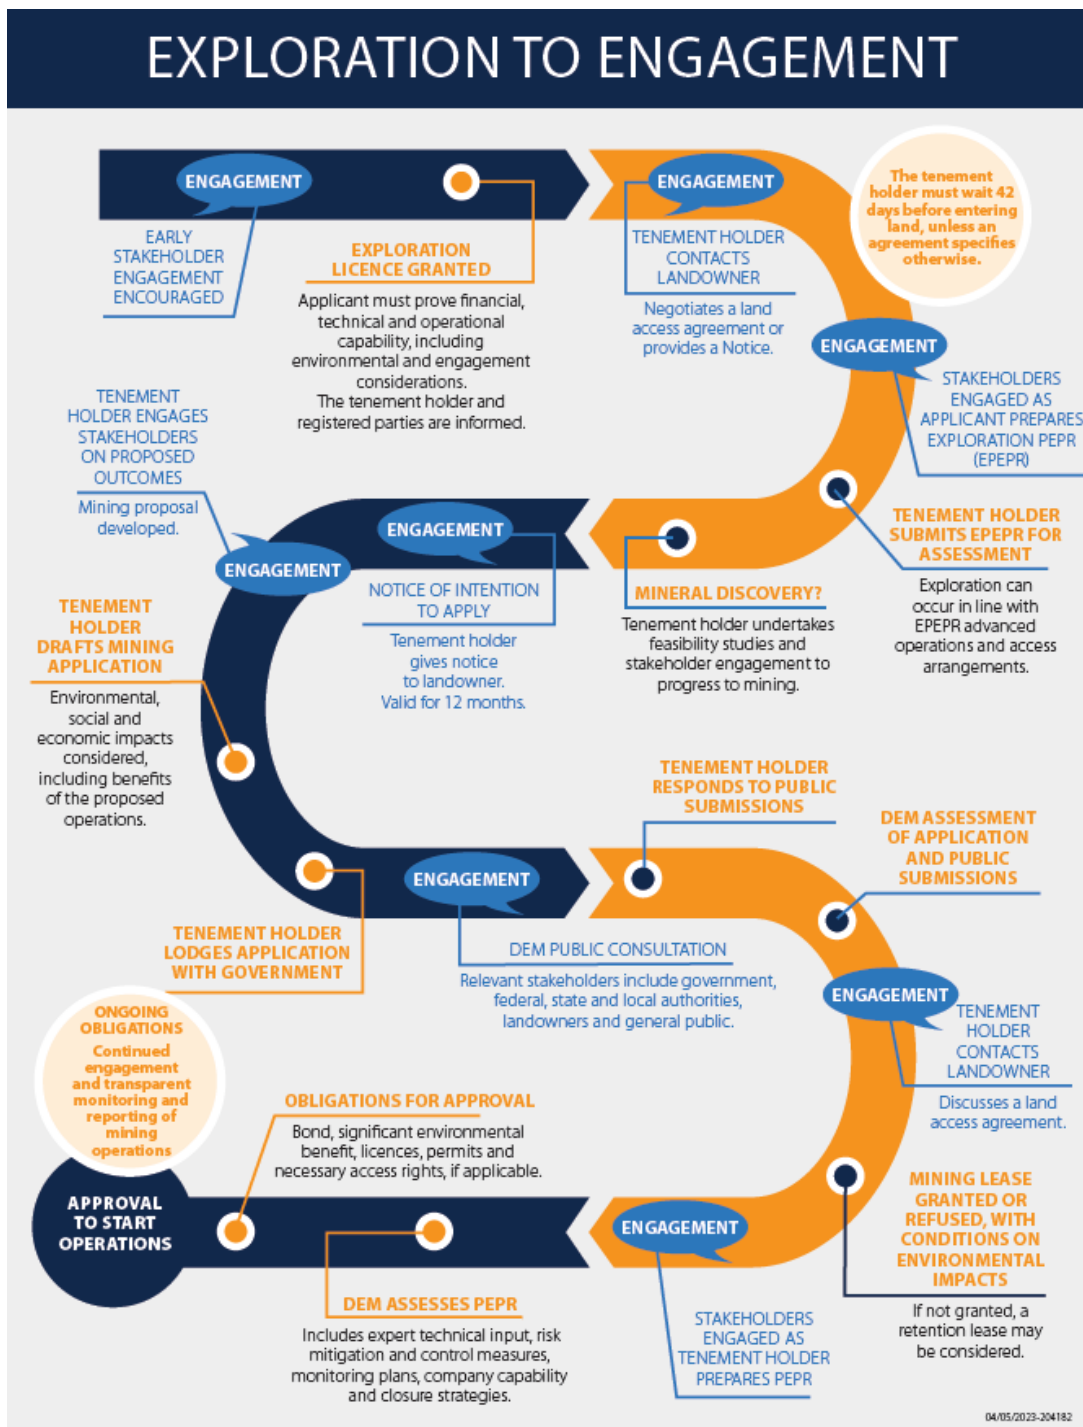 EXPLORATION TO ENGAGEMENT
ENGAGEMENT
EARLY
STAKEHOLDER
ENGAGEMENT
ENCOURAGED
EXPLORATION
LICENCE GRANTED
Applicant must prove financial,
technical and operational
capability, including
environmental and engagement
considerations.
The tenement holder and
registered parties are informed.
ENGAGEMENT
TENEMENT HOLDER
CONTACTS
LANDOWNER
Negotiates a land
access agreement or
provides a Notice.
The tenement
holder must wait 42
days before entering
land, unless an
agreement specifies
otherwise.
ENGAGEMENT
STAKEHOLDERS
ENGAGED AS
APPLICANT PREPARES
EXPLORATION PEPR
(EPEPR)
TENEMENT HOLDER
SUBMITS EPEPR FOR
ASSESSMENT
Exploration can
occur in line with
EPEPR advanced
operations and access
arrangements.
MINERAL DISCOVERY?
Tenement holder undertakes
feasibility studies and
stakeholder engagement to
progress to mining.
ENGAGEMENT
NOTICE OF INTENTION
TO APPLY
Tenement holder
gives notice
to landowner.
Valid for 12 months.
TENEMENT
HOLDER ENGAGES
STAKEHOLDERS
ON PROPOSED
OUTCOMES
Mining proposal
developed.
ENGAGEMENT
TENEMENT
HOLDER
DRAFTS MINING
APPLICATION
Environmental,
social and
economic impacts
considered,
including benefits
of the proposed
operations.
TENEMENT HOLDER
LODGES APPLICATION
WITH GOVERNMENT
ENGAGEMENT
DEM PUBLIC CONSULTATION
Relevant stakeholders include government,
federal, state and local authorities,
landowners and general public.
TENEMENT HOLDER
RESPONDS TO PUBLIC
SUBMISSIONS
DEM ASSESSMENT
OF APPLICATION
AND PUBLIC
SUBMISSIONS
ENGAGEMENT
TENEMENT
HOLDER
CONTACTS
LANDOWNER
Discusses a land
access agreement.
MINING LEASE
GRANTED OR
REFUSED, WITH
CONDITIONS ON
ENVIRONMENTAL
IMPACTS
If not granted, a
retention lease may
be considered.
ENGAGEMENT
STAKEHOLDERS
ENGAGED AS
TENEMENT HOLDER
PREPARES PEPR
DEM ASSESSES PEPR
Includes expert technical input, risk
mitigation and control measures,
monitoring plans, company capability
and closure strategies.
OBLIGATIONS FOR APPROVAL
Bond, significant environmental
benefit, licences, permits and
necessary access rights, if applicable.
ONGOING
OBLIGATIONS
Continued
engagement
and transparent
monitoring and
reporting of
mining
operations
APPROVAL
TO START
OPERATIONS
04/05/2023-204182